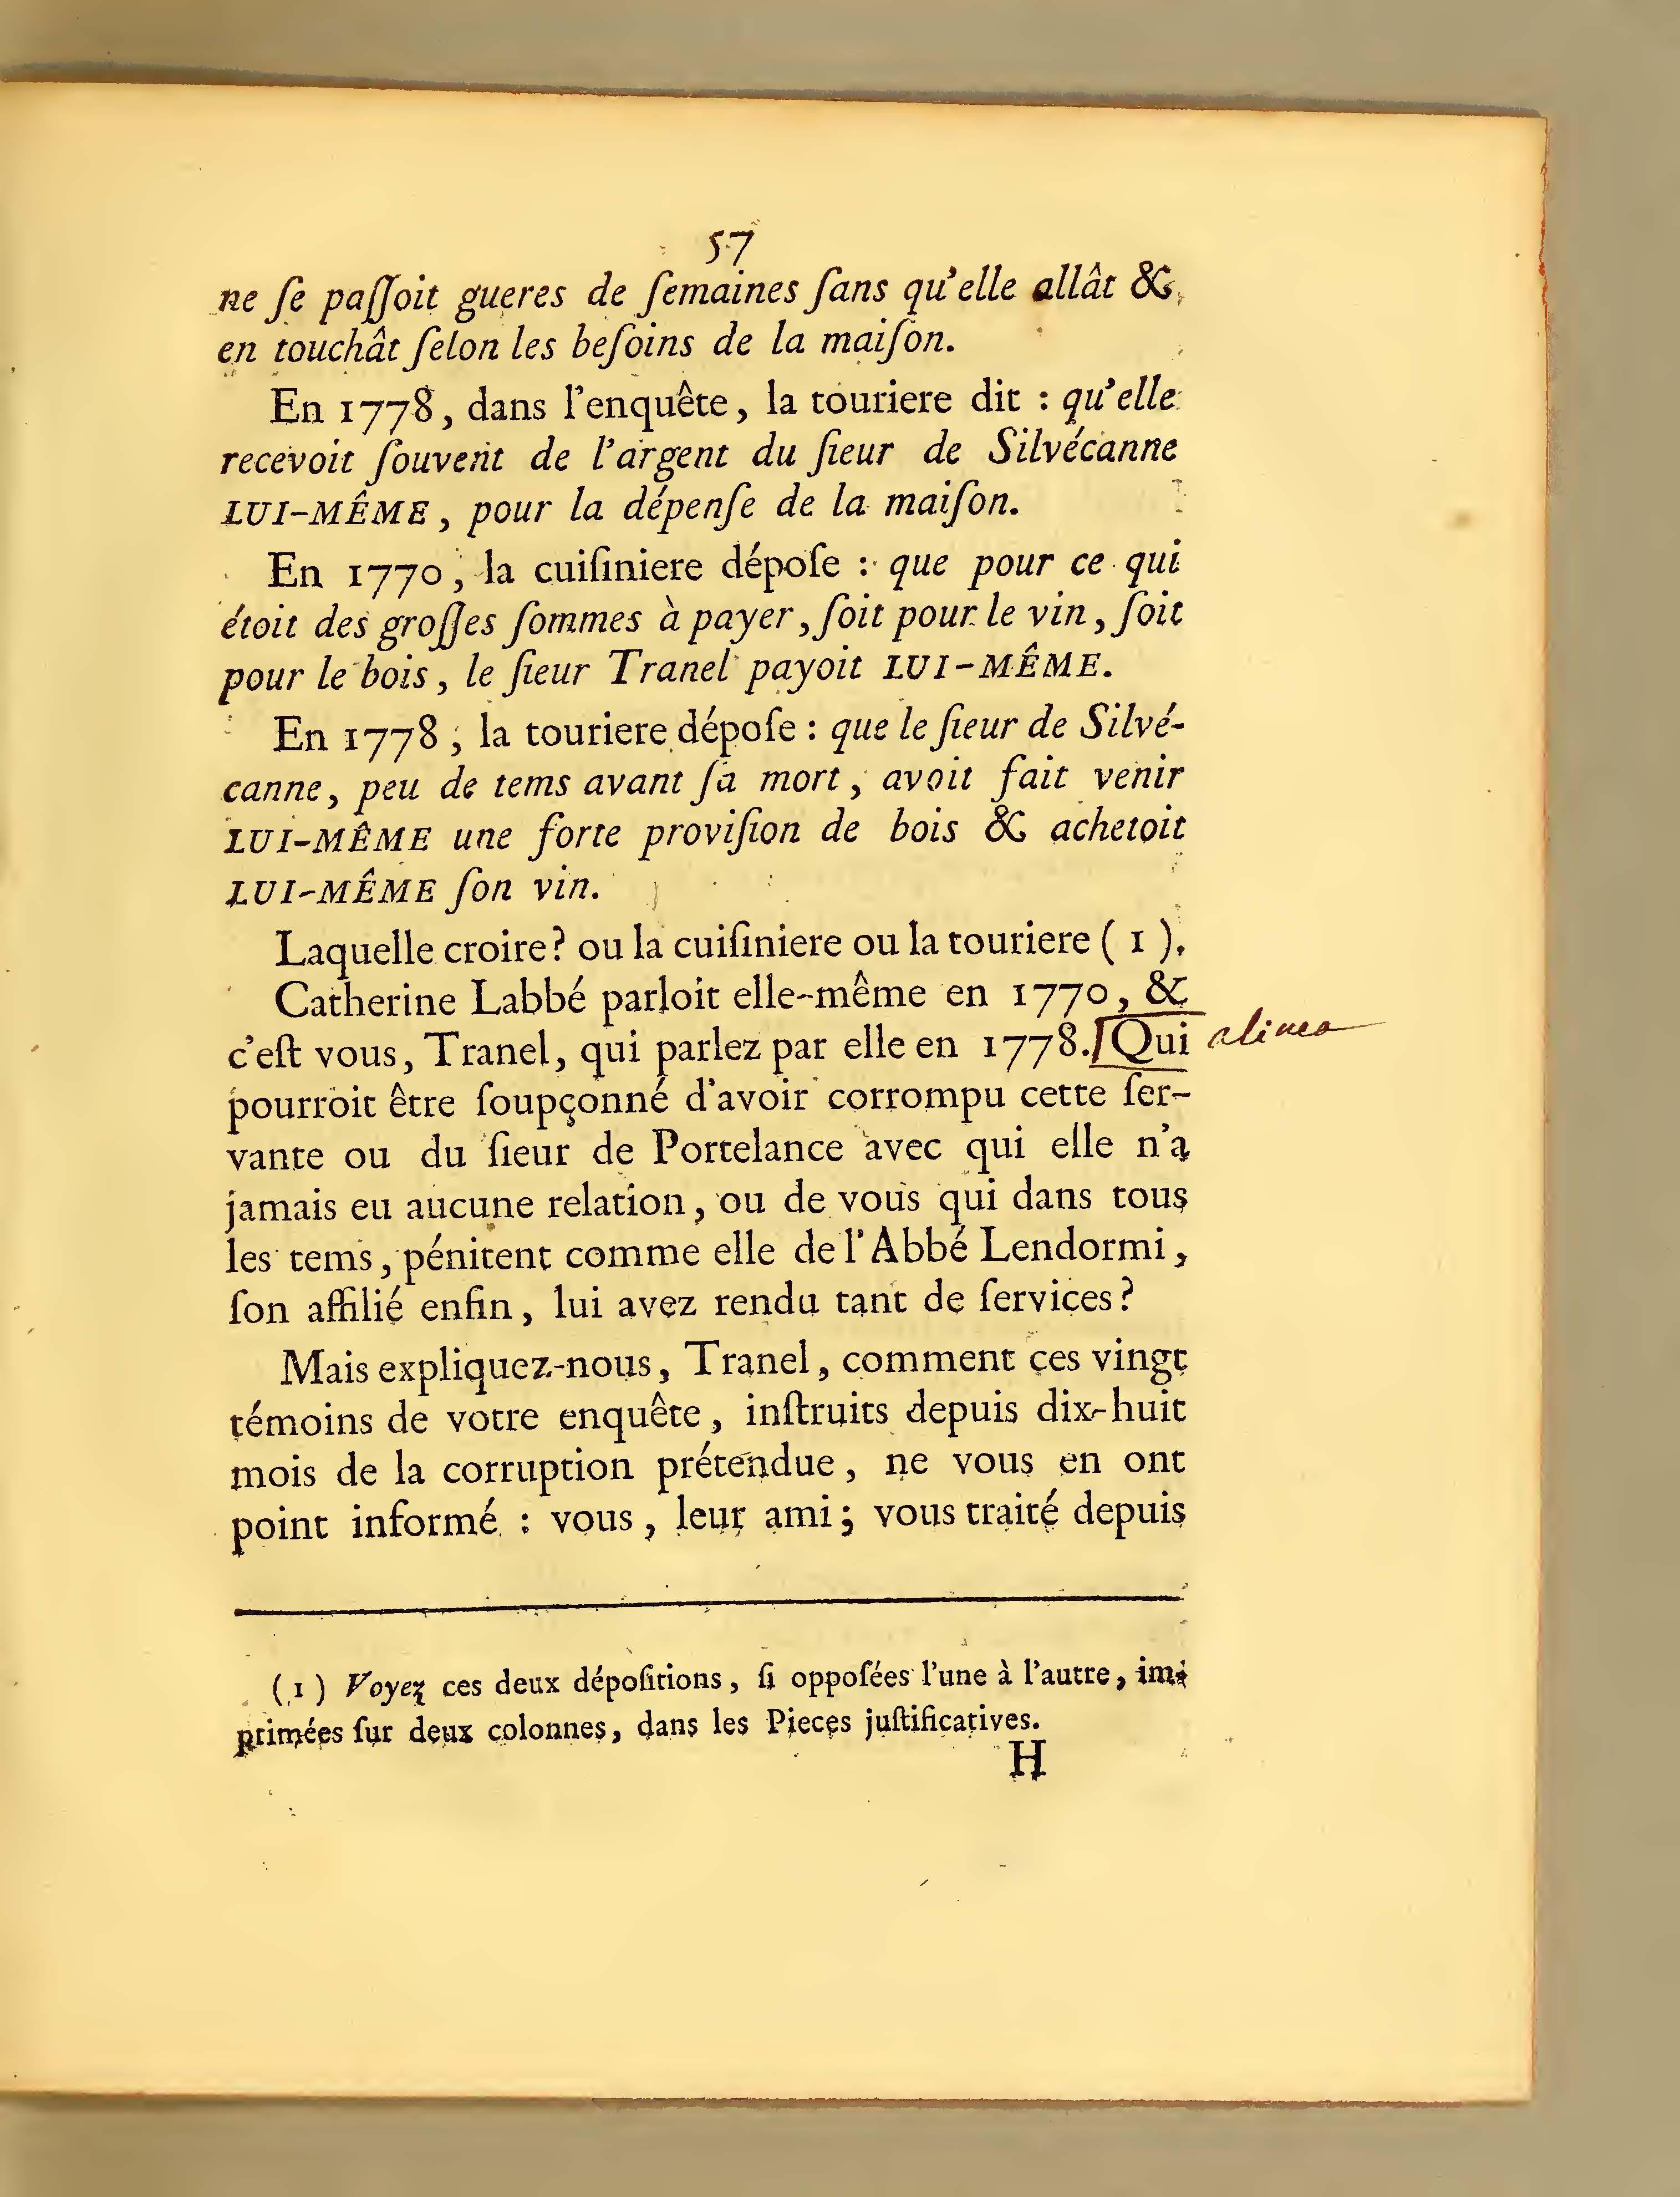 57
ne ſe paſſoit gueres de ſemaines ſans qu'elle allât &
en touchât ſelon les beſoins de la maiſon.
En 1778, dans l'enquête, la touriere dit : qu'elle
recevoit ſouvent de l'argent du ſieur de Silvécanne
LUI-MÊME, pour la dépenſe de la maiſon.
En 1770, la cuiſiniere dépoſe : que pour ce qui
étoit des groſſes ſommes à payer, ſoit pour le vin, ſoit
pour le bois, le ſieur Tranel payoit LUI-MÊME.
En 1778, la touriere dépoſe : que le ſieur de Silvé-
canne, peu de tems avant ſa mort, avoit fait venir
LUI-MÊME une forte proviſion de bois & achetoit
LUI-MÊME ſon vin.
Laquelle croire? ou la cuiſiniere ou la touriere ( 1 ).
Catherine Labbé parloit elle-même en 1770, &
c'eſt vous, Tranel, qui parlez par elle en 1778. [Qui alinea
pourroit être ſoupçonné d'avoir corrompu cette ſer-
vante ou du ſieur de Portelance avec qui elle n'a
jamais eu aucune relation, ou de vous qui dans tous
les tems, pénitent comme elle de l'Abbé Lendormi,
ſon affilié enfin, lui avez rendu tant de ſervices?
Mais expliquez-nous, Tranel, comment ces vingt
témoins de votre enquête, inſtruits depuis dix-huit
mois de la corruption prétendue, ne vous en ont
point informé : vous, leur ami ; vous traité depuis
( 1 ) Voyez ces deux dépoſitions, ſi oppoſées l'une à l'autre, im-
primées ſur deux colonnes, dans les Pieces juſtificatives.
H